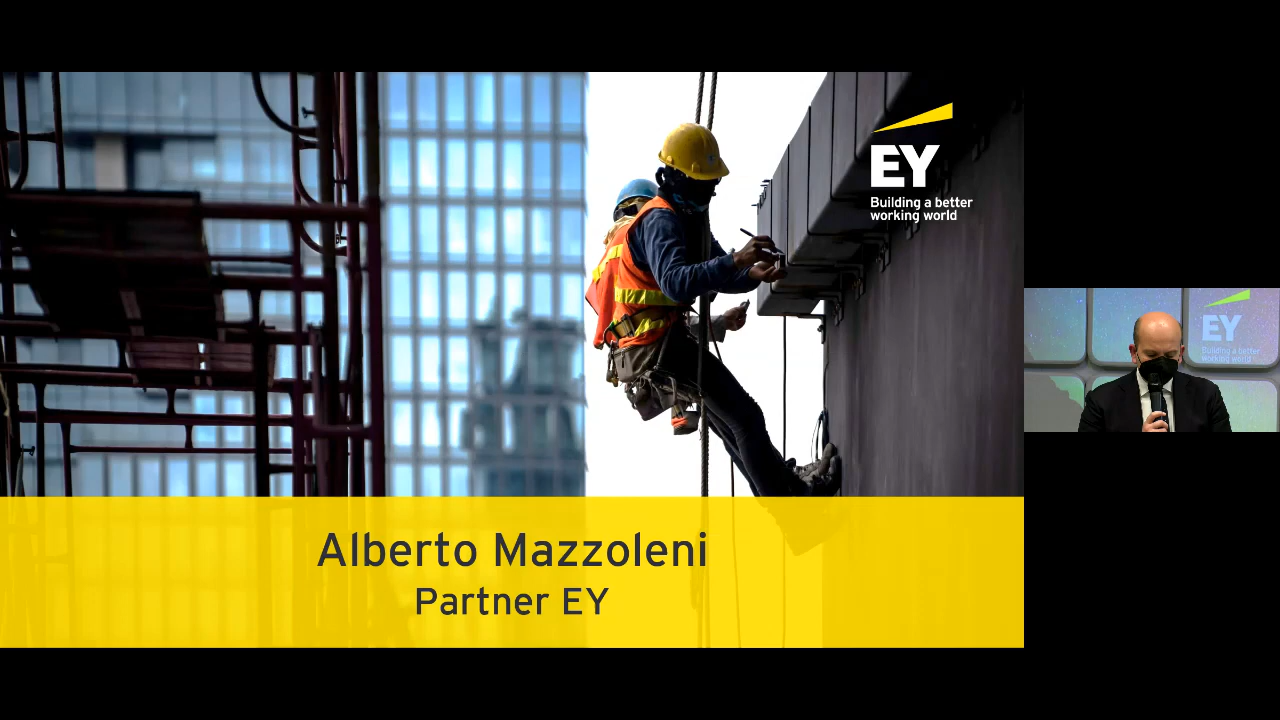 EY
Building a better
working world
Alberto Mazzoleni
Partner EY
EY
Building a better
working world